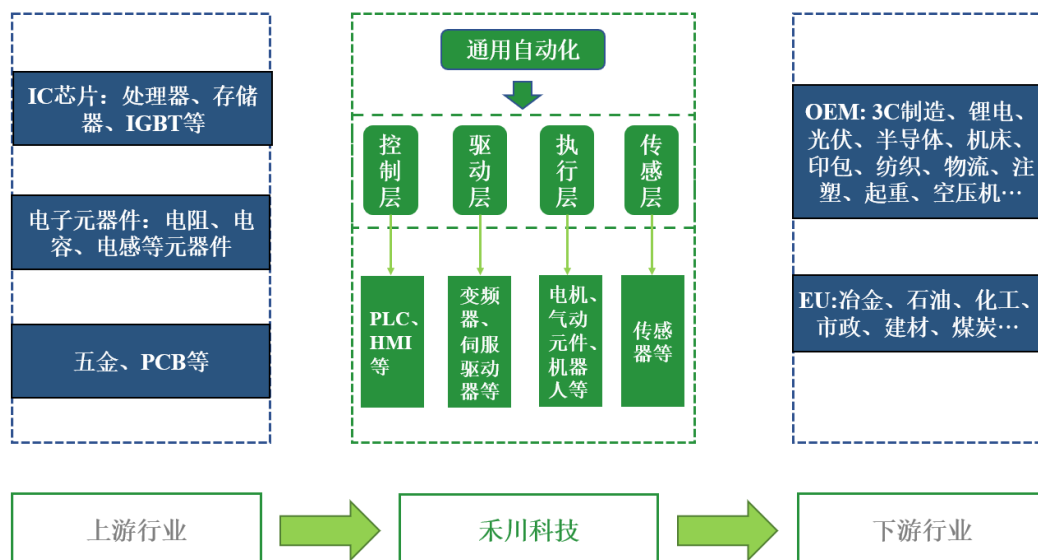 IC芯片：处理器、存储
器、IGBT等
电子元器件：电阻、电
容、电感等元器件
五金、PCB等
通用自动化
控制层
驱动层
执行层
传感层
PLC、
HMI
等
变频
器、
伺服
驱动
器等
电机、
气动
元件、
机器
人等
传感
器等
OEM: 3C制造、锂电、
光伏、半导体、机床、
印包、纺织、物流、注
塑、起重、空压机…
EU:冶金、石油、化工、
市政、建材、煤炭…
上游行业
禾川科技
下游行业